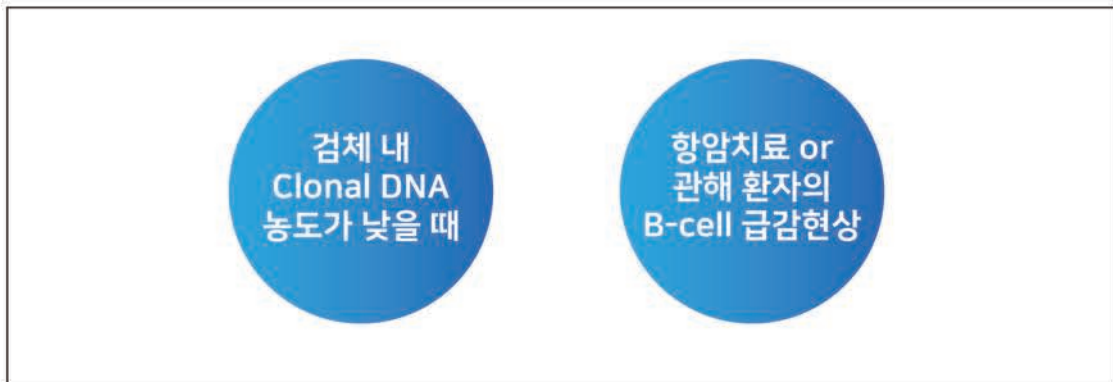 검체 내
Clonal DNA
농도가 낮을 때
항암치료 or
관해 환자의
B-cell 급감현상